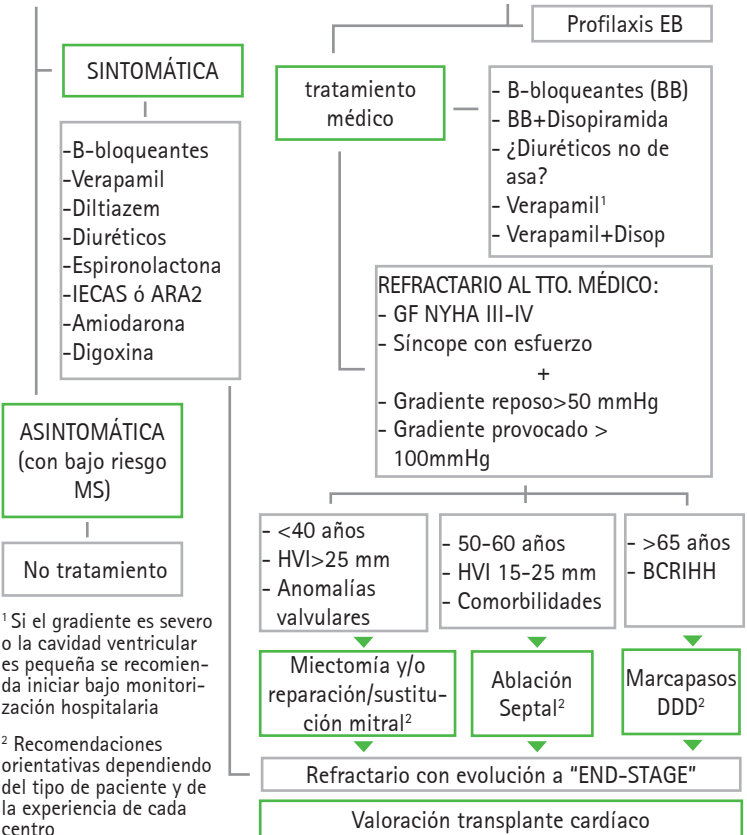 Profilaxis EB
SINTOMÁTICA
-B-bloqueantes
-Verapamil
-Diltiazem
-Diuréticos
-Espironolactona
-IECAS ó ARA2
-Amiodarona
-Digoxina
ASINTOMÁTICA
(con bajo riesgo
MS)
No tratamiento
tratamiento
médico
- B-bloqueantes (BB)
- BB+Disopiramida
- ¿Diuréticos no de
asa?
- Verapamil¹
- Verapamil+Disop
REFRACTARIO AL TTO. MÉDICO:
- GF NYHA III-IV
- Síncope con esfuerzo
+
- Gradiente reposo>50 mmHg
- Gradiente provocado >
100mmHg
- <40 años
- HVI>25 mm
- Anomalías
valvulares
- 50-60 años
- HVI 15-25 mm
- Comorbilidades
- >65 años
- BCRIHH
Miectomía y/o
reparación/sustitu-
ción mitral²
Ablación
Septal²
Marcapasos
DDD²
Refractario con evolución a "END-STAGE"
Valoración transplante cardíaco
¹ Si el gradiente es severo
o la cavidad ventricular
es pequeña se recomien-
da iniciar bajo monitori-
zación hospitalaria
² Recomendaciones
orientativas dependiendo
del tipo de paciente y de
la experiencia de cada
centro